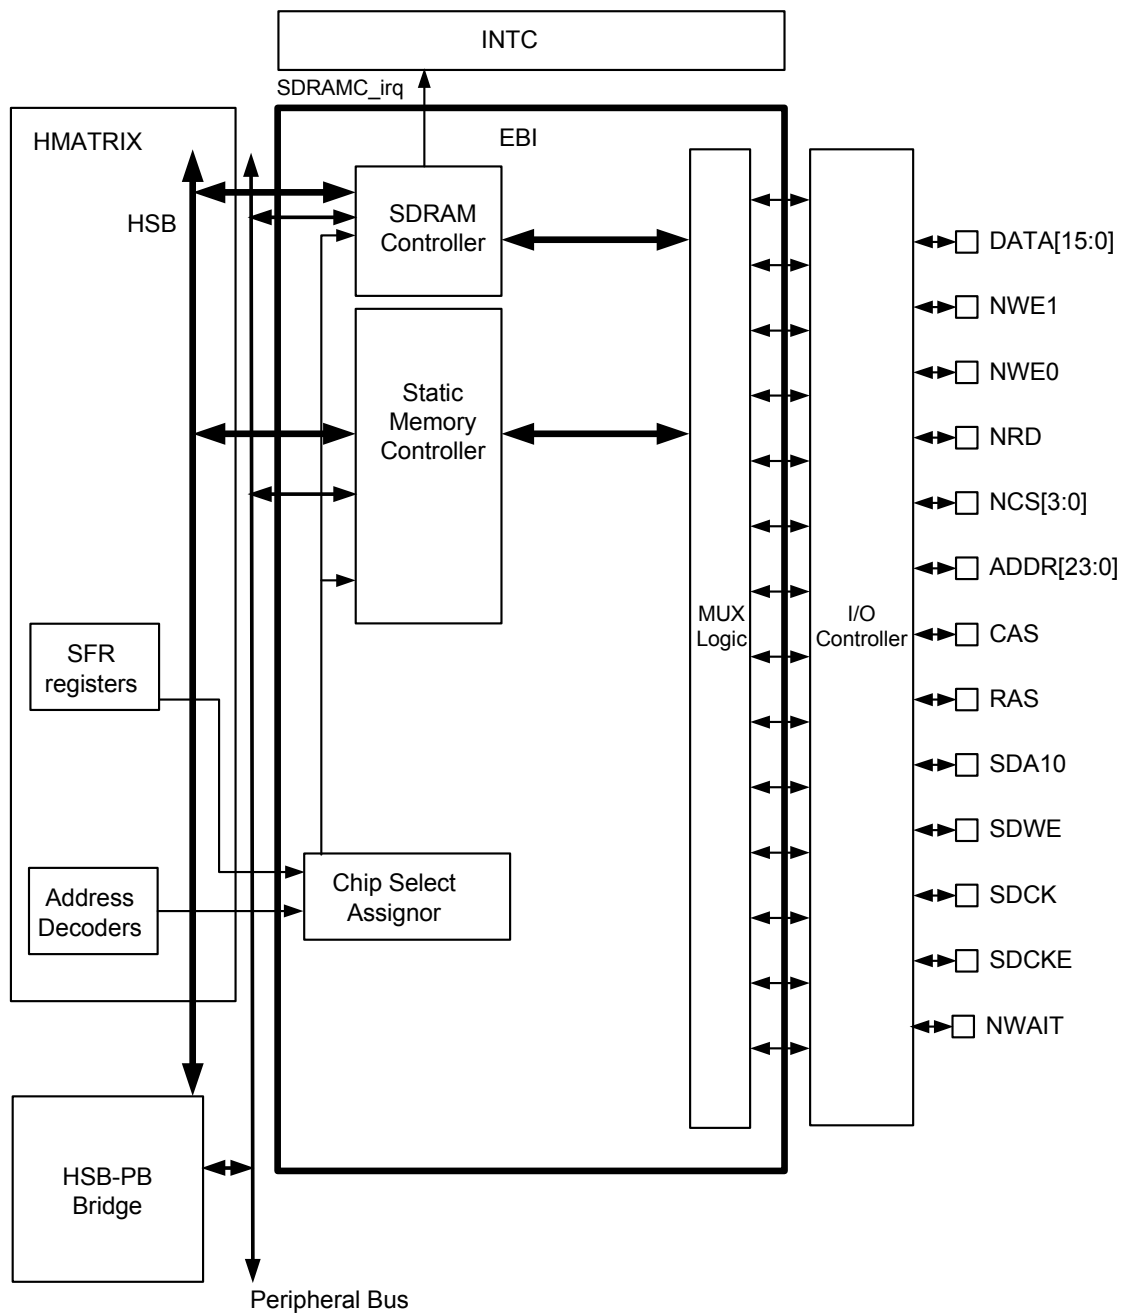 INTC
SDRAMC_irq
HMATRIX
EBI
HSB
SDRAM
Controller
DATA[15:0]
NWE1
NWE0
Static
Memory
Controller
NRD
NCS[3:0]
ADDR[23:0]
MUX
Logic
I/O
Controller
CAS
SFR
registers
RAS
SDA10
SDWE
Chip Select
Assignor
Address
Decoders
SDCK
SDCKE
NWAIT
HSB-PB
Bridge
Peripheral Bus